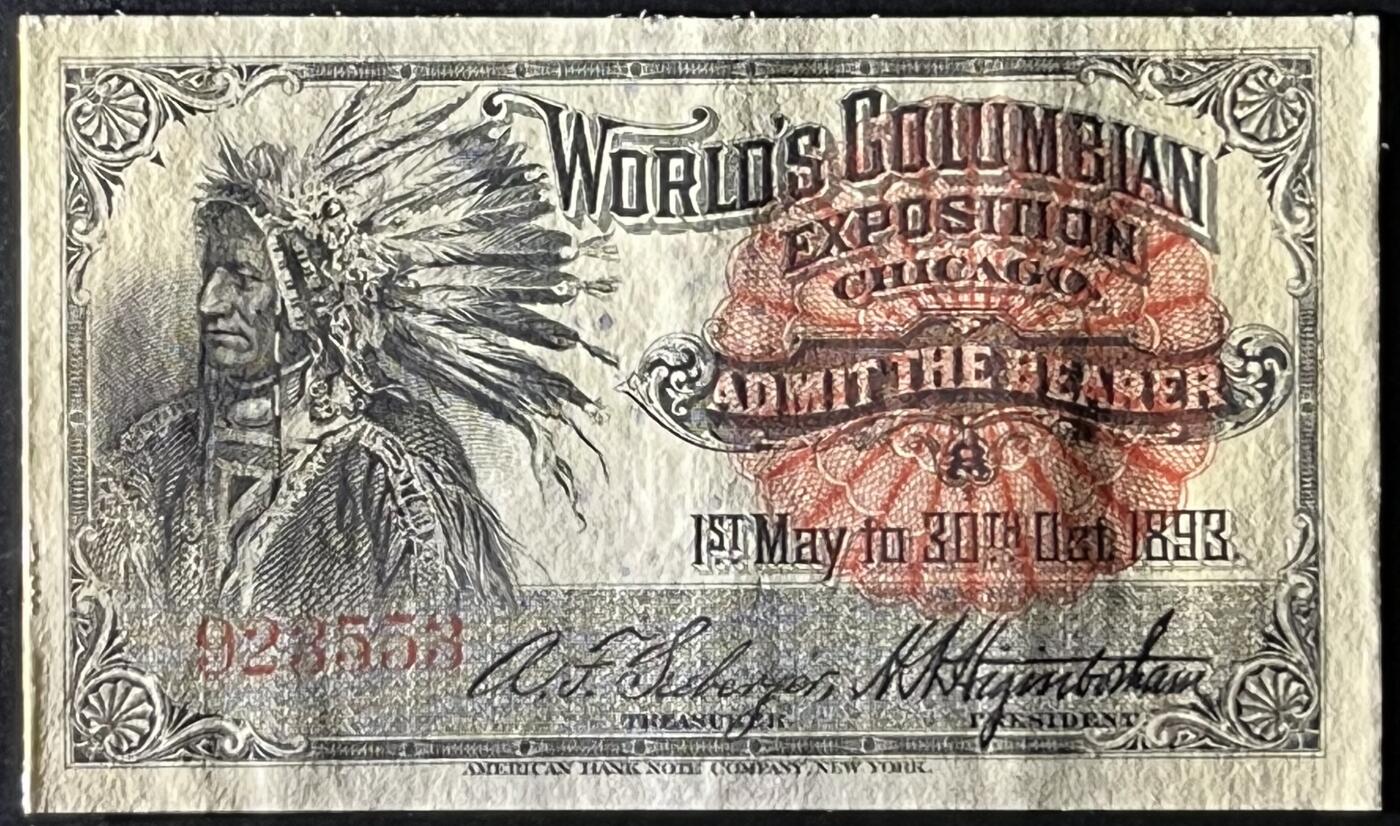 WORLD'S COLUMBIAN
EXPOSITION
CHICAGO,
ADMIT THE BEARER
A
1ST May to 30TH Oct 1893.
923553
A. F. Seeberger,
H N Higinbotham
TREASURER.
PRESIDENT.
AMERICAN BANK NOTE COMPANY, NEW YORK.